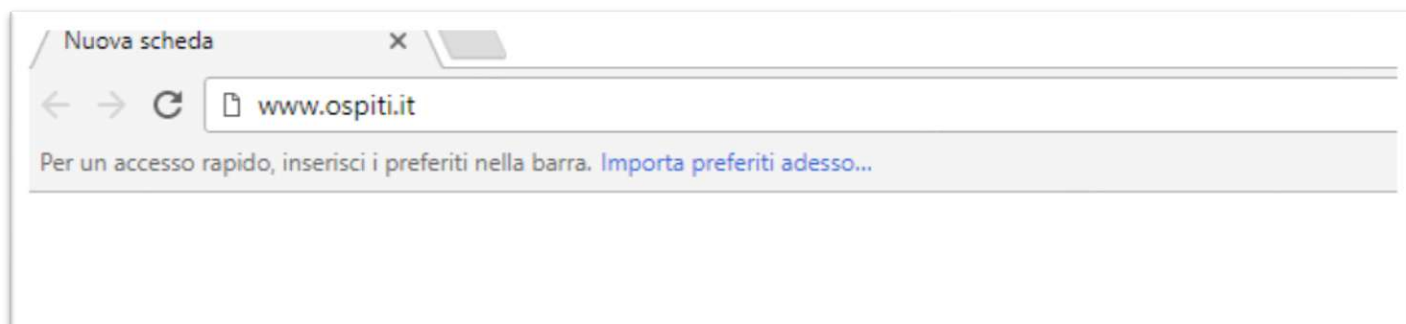 Nuova scheda
www.ospiti.it
Per un accesso rapido, inserisci i preferiti nella barra. Importa preferiti adesso...